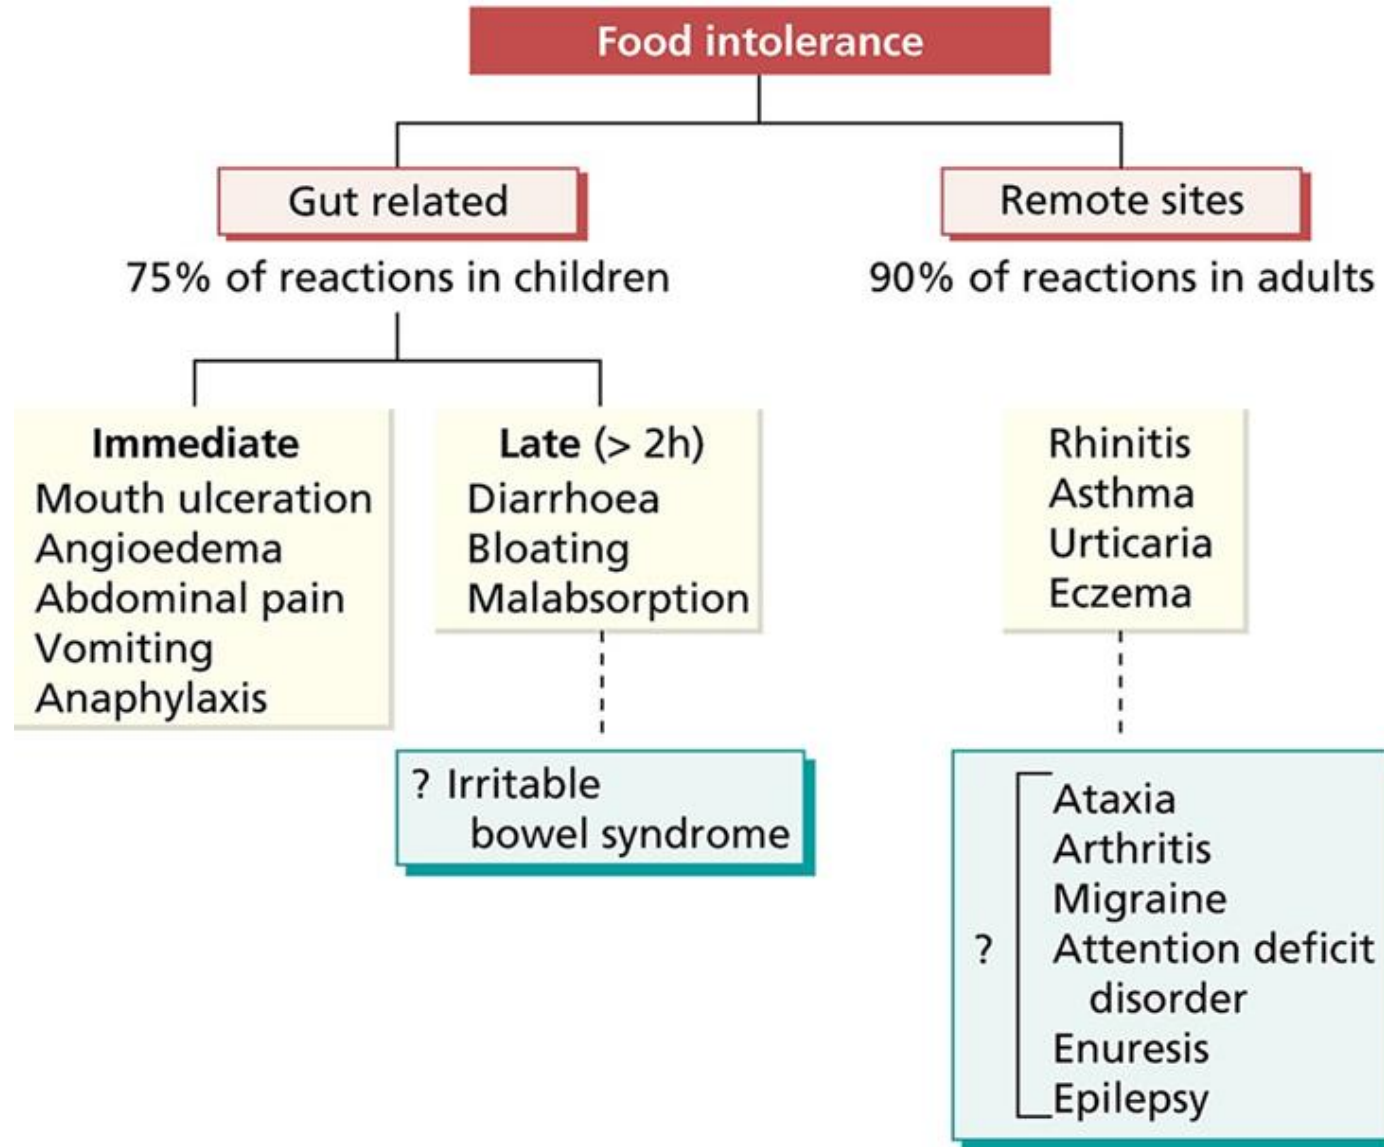 Food intolerance
Gut related
75% of reactions in children
Immediate
Mouth ulceration
Angioedema
Abdominal pain
Vomiting
Anaphylaxis
Late (> 2h)
Diarrhoea
Bloating
Malabsorption
? Irritable
bowel syndrome
Remote sites
90% of reactions in adults
Rhinitis
Asthma
Urticaria
Eczema
?
Ataxia
Arthritis
Migraine
Attention deficit
disorder
Enuresis
Epilepsy